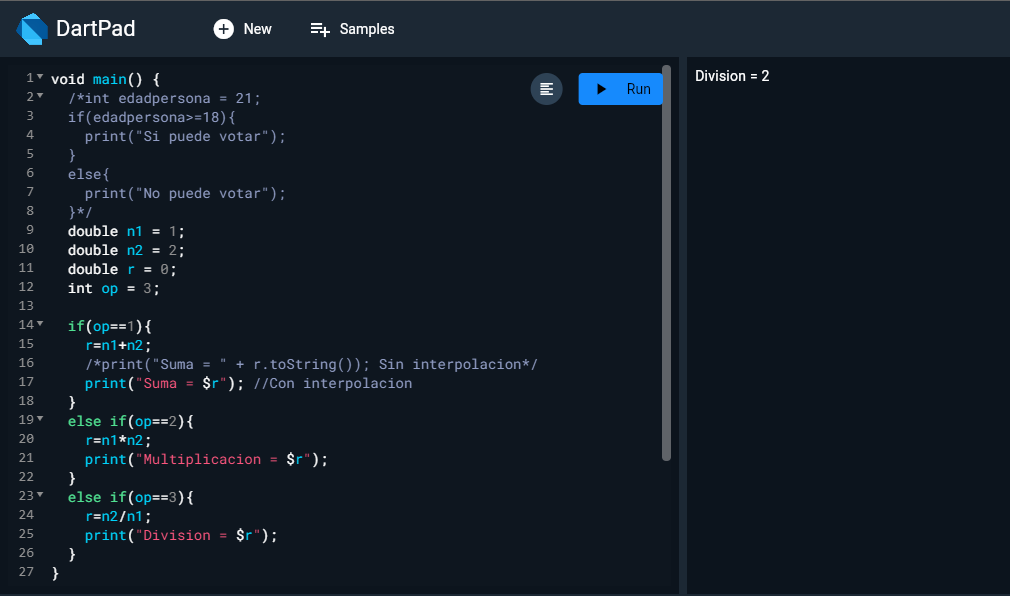 DartPad New Samples
Run
1 void main() {
2   /*int edadpersona = 21;
3   if(edadpersona>=18){
4     print("Si puede votar");
5   }
6   else{
7     print("No puede votar");
8   }*/
9   double n1 = 1;
10   double n2 = 2;
11   double r = 0;
12   int op = 3;
13
14   if(op==1){
15     r=n1+n2;
16     /*print("Suma = " + r.toString()); Sin interpolacion*/
17     print("Suma = $r"); //Con interpolacion
18   }
19   else if(op==2){
20     r=n1*n2;
21     print("Multiplicacion = $r");
22   }
23   else if(op==3){
24     r=n2/n1;
25     print("Division = $r");
26   }
27 }
Division = 2